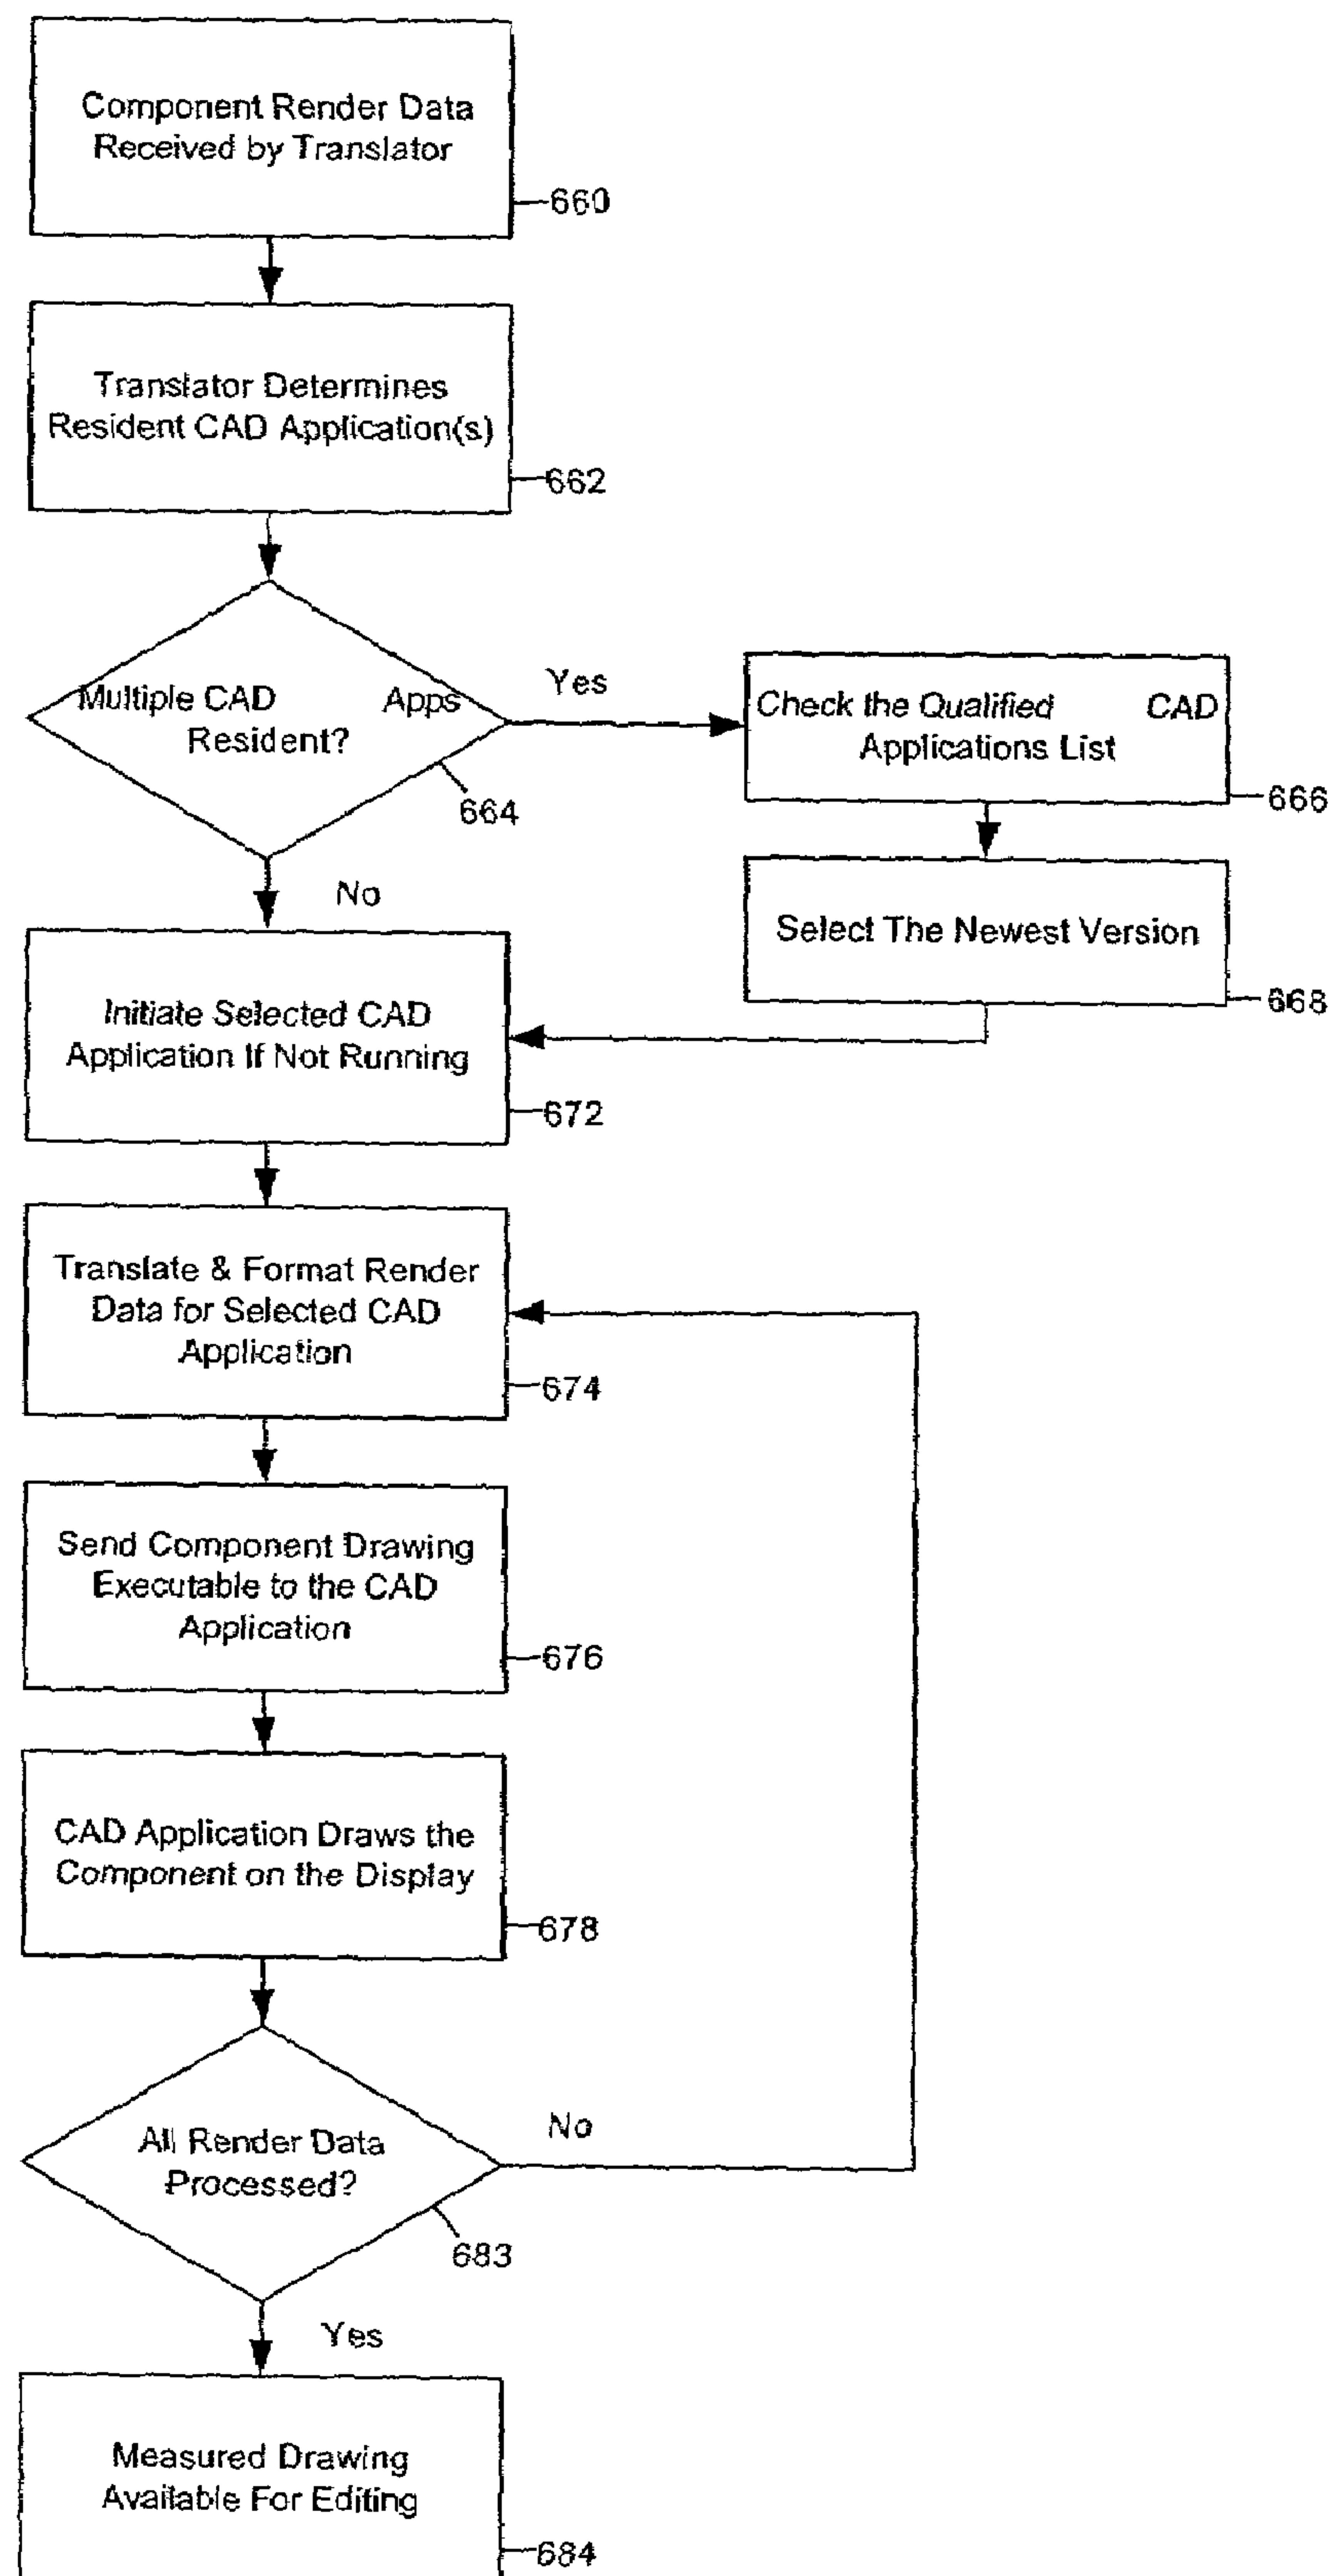 Component Render Data
Received by Translator
660
Translator Determines
Resident CAD Application(s)
662
Multiple CAD Apps
Resident?
664
Yes
Check the Qualified CAD
Applications List
666
No
Select The Newest Version
668
Initiate Selected CAD
Application If Not Running
672
Translate & Format Render
Data for Selected CAD
Application
674
Send Component Drawing
Executable to the CAD
Application
676
CAD Application Draws the
Component on the Display
678
All Render Data
Processed?
683
No
Yes
Measured Drawing
Available For Editing
684